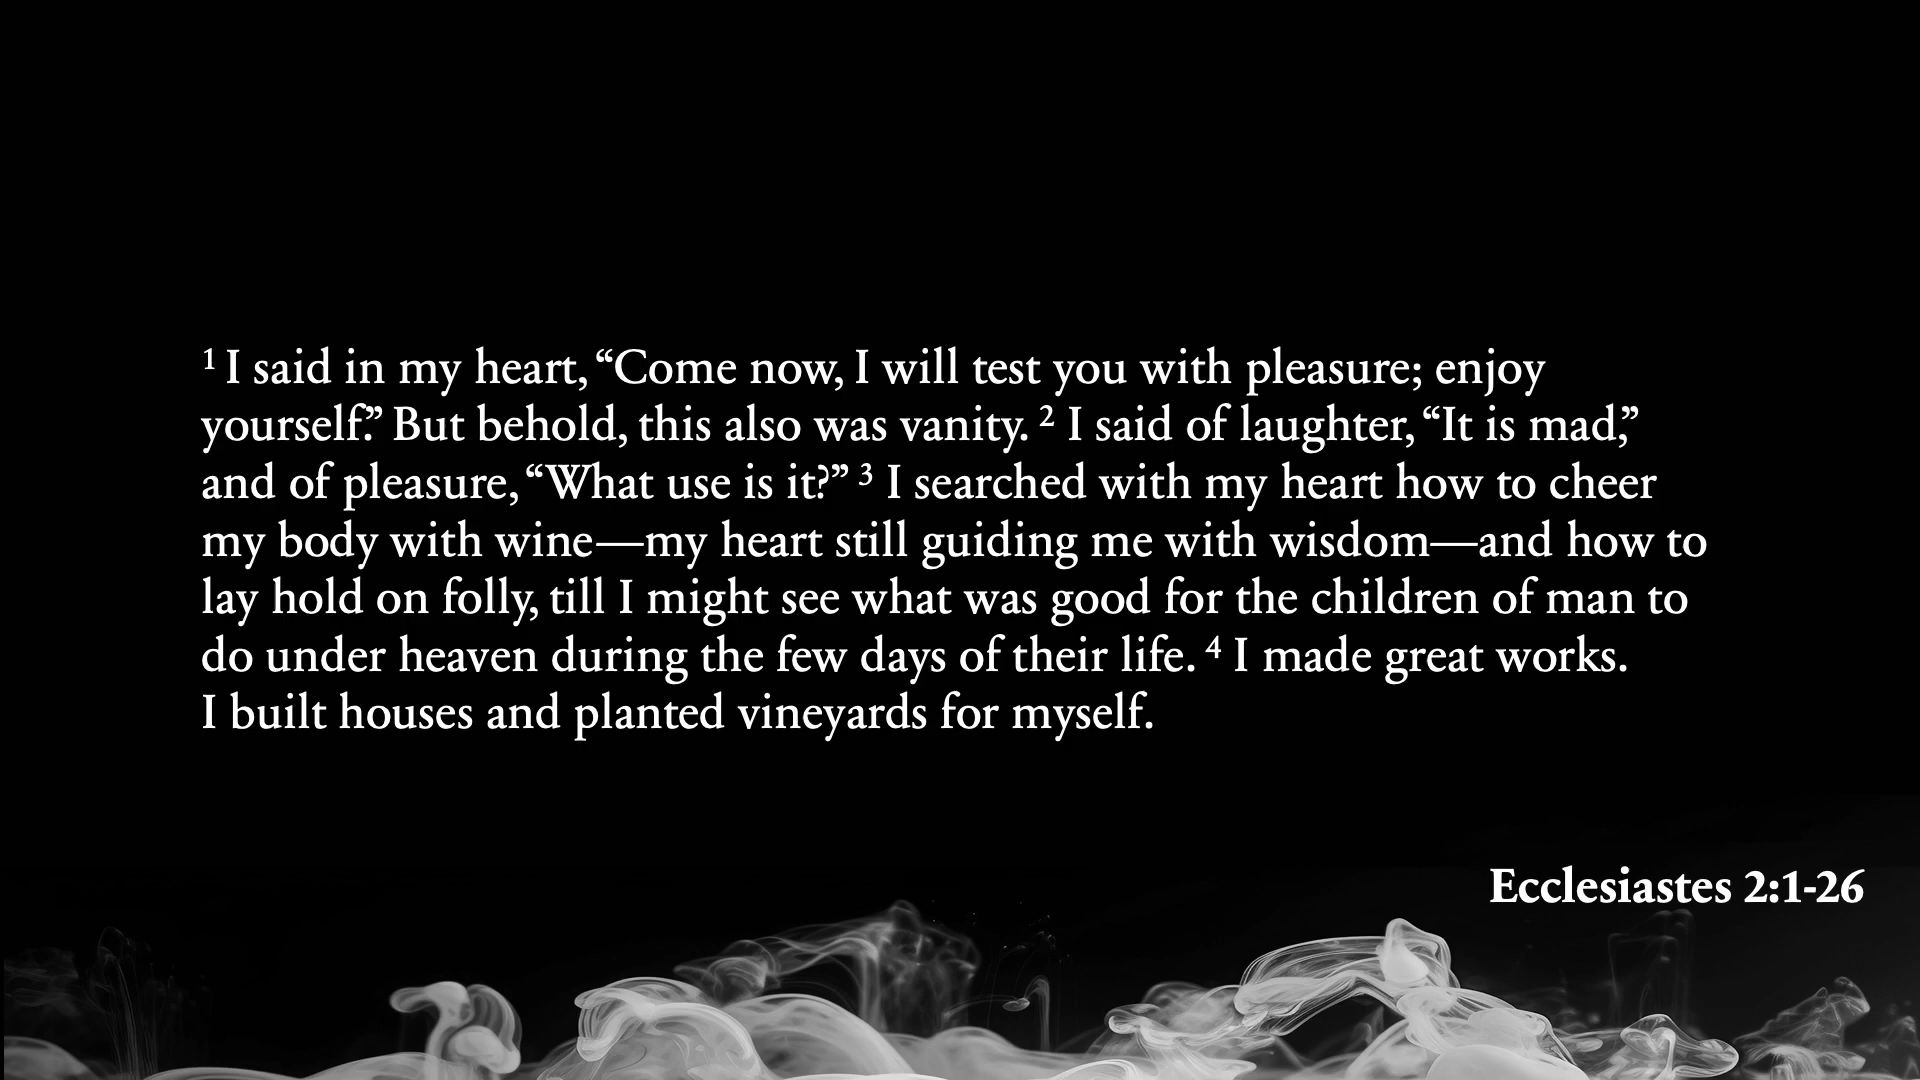 ¹ I said in my heart, “Come now, I will test you with pleasure; enjoy
yourself.” But behold, this also was vanity. ² I said of laughter, “It is mad,”
and of pleasure, “What use is it?” ³ I searched with my heart how to cheer
my body with wine—my heart still guiding me with wisdom—and how to
lay hold on folly, till I might see what was good for the children of man to
do under heaven during the few days of their life. ⁴ I made great works.
I built houses and planted vineyards for myself.
Ecclesiastes 2:1-26